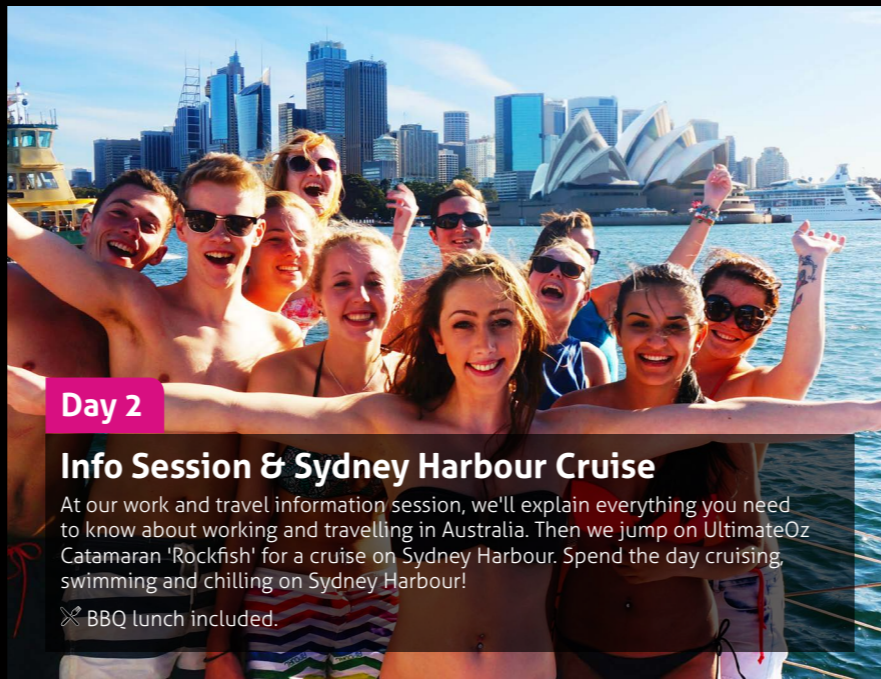 Day 2
Info Session & Sydney Harbour Cruise
At our work and travel information session, we'll explain everything you need
to know about working and travelling in Australia. Then we jump on UltimateOz
Catamaran 'Rockfish' for a cruise on Sydney Harbour. Spend the day cruising,
swimming and chilling on Sydney Harbour!
BBQ lunch included.